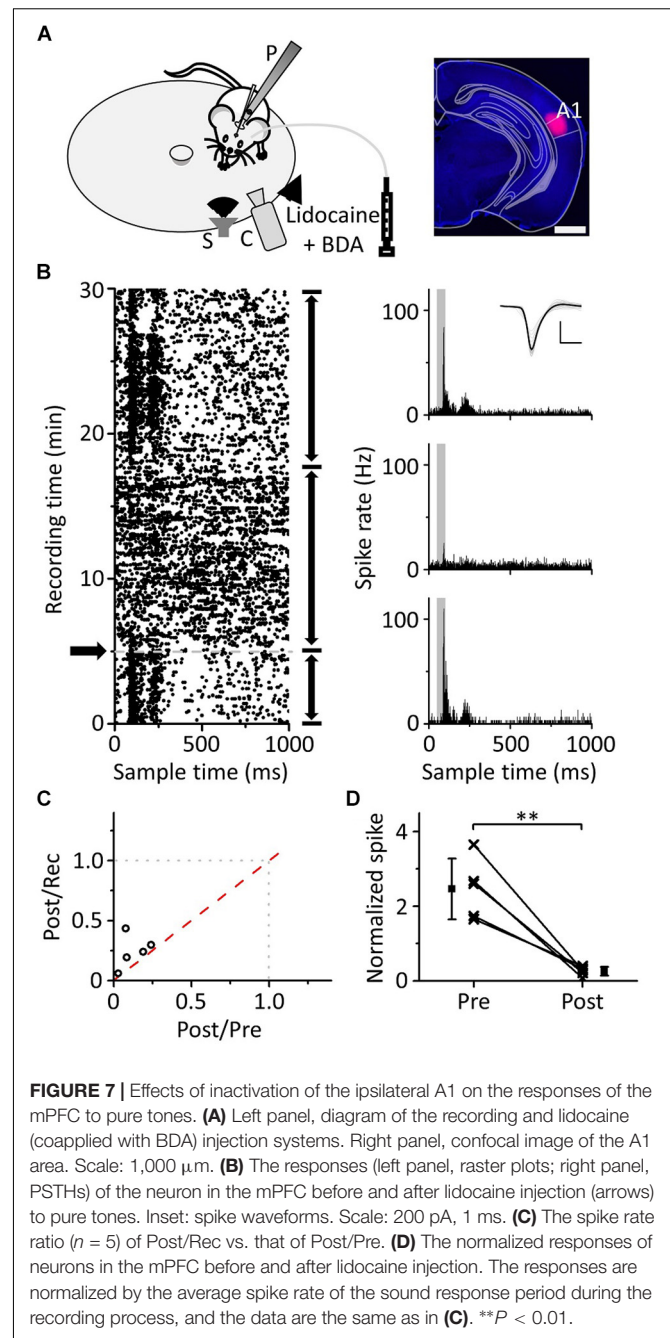 A
P
A1
S
C
Lidocaine
+ BDA
B
Recording time (min)
30
20
10
0
0
500
1000
Sample time (ms)
Spike rate (Hz)
100
0
100
0
100
0
0
500
1000
Sample time (ms)
C
Post/Rec
1.0
0.5
0
0
0.5
1.0
Post/Pre
D
**
Normalized spike
4
2
0
Pre
Post
FIGURE 7 | Effects of inactivation of the ipsilateral A1 on the responses of the
mPFC to pure tones. (A) Left panel, diagram of the recording and lidocaine
(coapplied with BDA) injection systems. Right panel, confocal image of the A1
area. Scale: 1,000 μm. (B) The responses (left panel, raster plots; right panel,
PSTHs) of the neuron in the mPFC before and after lidocaine injection (arrows)
to pure tones. Inset: spike waveforms. Scale: 200 pA, 1 ms. (C) The spike rate
ratio (n = 5) of Post/Rec vs. that of Post/Pre. (D) The normalized responses of
neurons in the mPFC before and after lidocaine injection. The responses are
normalized by the average spike rate of the sound response period during the
recording process, and the data are the same as in (C). **P < 0.01.